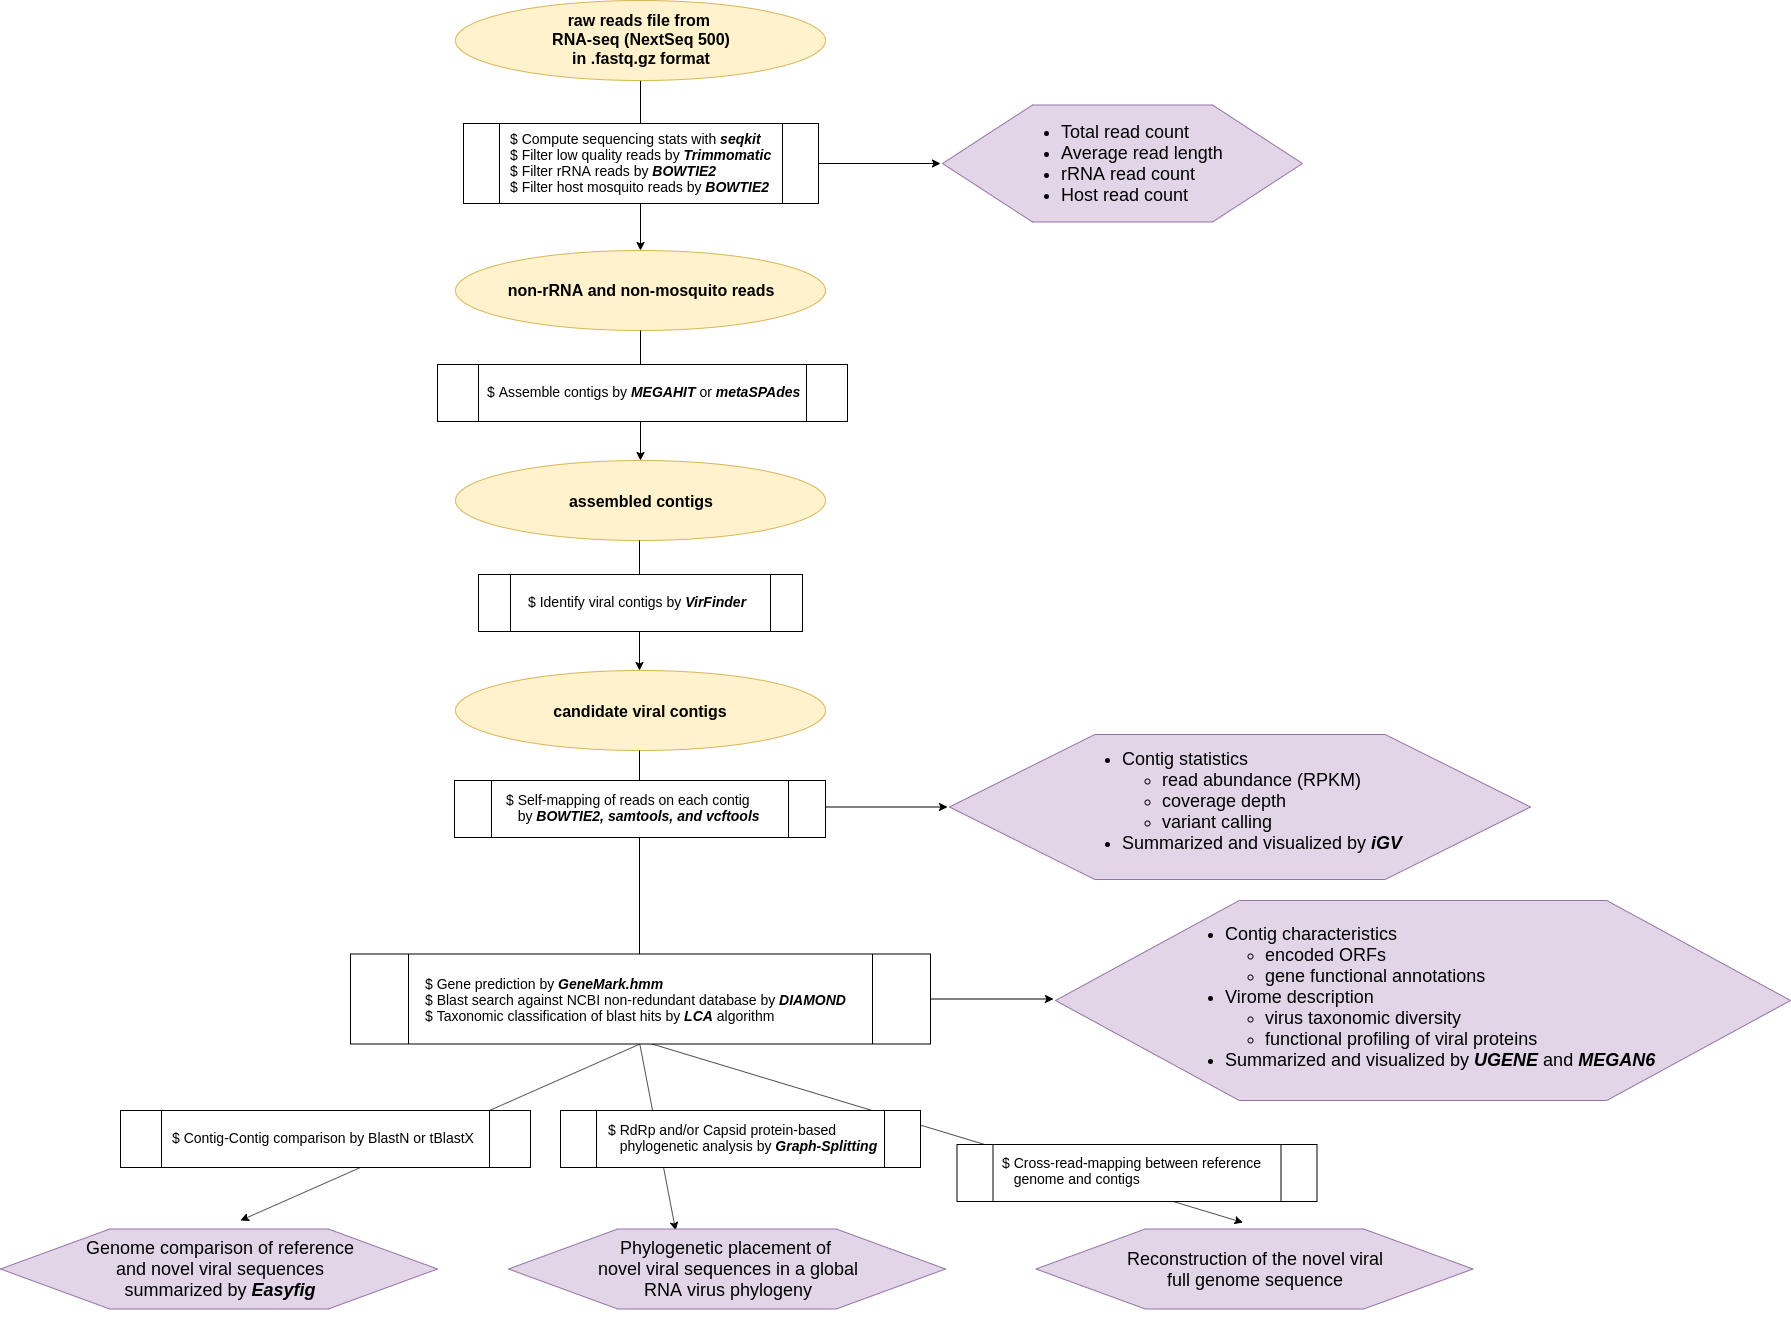 raw reads file from
RNA-seq (NextSeq 500)
in .fastq.gz format
$ Compute sequencing stats with seqkit
$ Filter low quality reads by Trimmomatic
$ Filter rRNA reads by BOWTIE2
$ Filter host mosquito reads by BOWTIE2
• Total read count
• Average read length
• rRNA read count
• Host read count
non-rRNA and non-mosquito reads
$ Assemble contigs by MEGAHIT or metaSPAdes
assembled contigs
$ Identify viral contigs by VirFinder
candidate viral contigs
$ Self-mapping of reads on each contig
by BOWTIE2, samtools, and vcftools
• Contig statistics
◦ read abundance (RPKM)
◦ coverage depth
◦ variant calling
• Summarized and visualized by iGV
$ Gene prediction by GeneMark.hmm
$ Blast search against NCBI non-redundant database by DIAMOND
$ Taxonomic classification of blast hits by LCA algorithm
• Contig characteristics
◦ encoded ORFs
◦ gene functional annotations
• Virome description
◦ virus taxonomic diversity
◦ functional profiling of viral proteins
• Summarized and visualized by UGENE and MEGAN6
$ Contig-Contig comparison by BlastN or tBlastX
$ RdRp and/or Capsid protein-based
phylogenetic analysis by Graph-Splitting
$ Cross-read-mapping between reference
genome and contigs
Genome comparison of reference
and novel viral sequences
summarized by Easyfig
Phylogenetic placement of
novel viral sequences in a global
RNA virus phylogeny
Reconstruction of the novel viral
full genome sequence